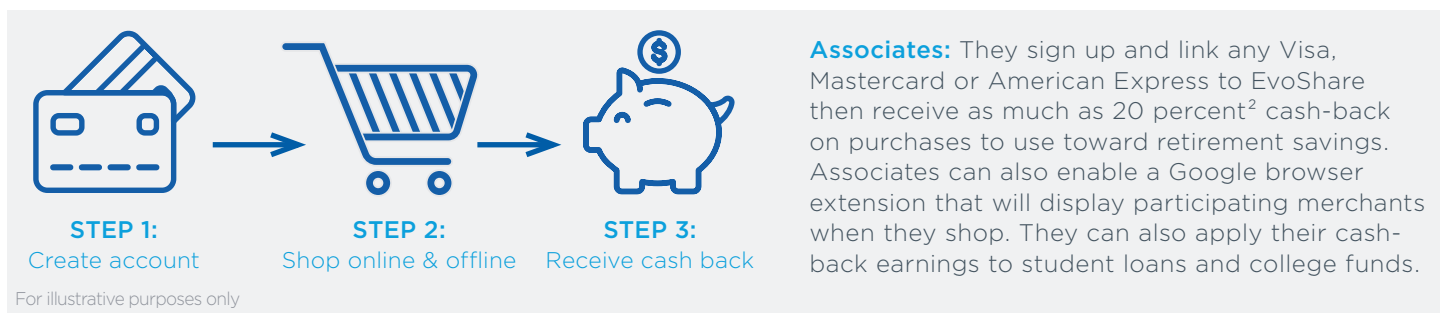 STEP 1:
Create account
STEP 2:
Shop online & offline
STEP 3:
Receive cash back
For illustrative purposes only
$
Associates: They sign up and link any Visa,
Mastercard or American Express to EvoShare
then receive as much as 20 percent² cash-back
on purchases to use toward retirement savings.
Associates can also enable a Google browser
extension that will display participating merchants
when they shop. They can also apply their cash-
back earnings to student loans and college funds.